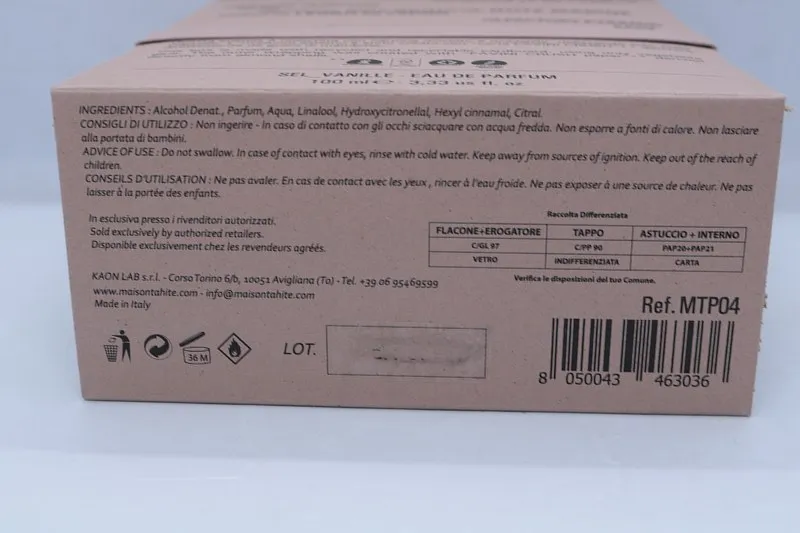 SEL_VANILLE - EAU DE PARFUM
100 ml ℮ 3,33 us fl. oz
INGREDIENTS : Alcohol Denat., Parfum, Aqua, Linalool, Hydroxycitronellal, Hexyl cinnamal, Citral.
CONSIGLI DI UTILIZZO : Non ingerire - In caso di contatto con gli occhi sciacquare con acqua fredda. Non esporre a fonti di calore. Non lasciare
alla portata di bambini.
ADVICE OF USE : Do not swallow. In case of contact with eyes, rinse with cold water. Keep away from sources of ignition. Keep out of the reach of
children.
CONSEILS D'UTILISATION : Ne pas avaler. En cas de contact avec les yeux, rincer à l'eau froide. Ne pas exposer à une source de chaleur. Ne pas
laisser à la portée des enfants.
In esclusiva presso i rivenditori autorizzati.
Sold exclusively by authorized retailers.
Disponible exclusivement chez les revendeurs agréés.
KAON LAB s.r.l. - Corso Torino 6/b, 10051 Avigliana (To) - Tel. +39 06 95469599
www.maisontahite.com - info@maisontahite.com
Made in Italy
Raccolta Differenziata
FLACONE+EROGATORE TAPPO ASTUCCIO + INTERNO
C/GL 97 C/PP 90 PAP20+PAP21
VETRO INDIFFERENZIATA CARTA
Verifica le disposizioni del tuo Comune.
Ref. MTP04
36 M
LOT.
8 050043 463036